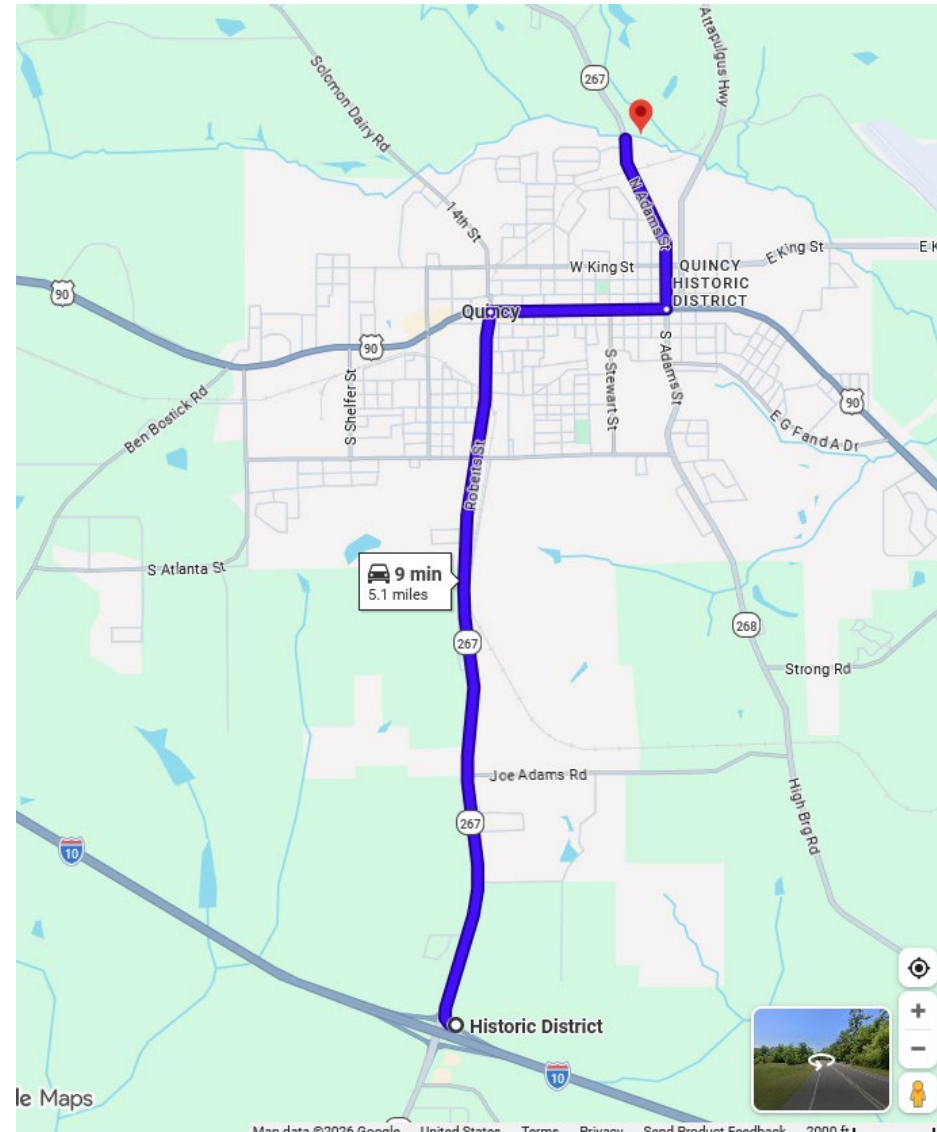 Attapulgus Hwy
267
Solomon Dairy Rd
N Adams St
14th St
E King St
E K
W King St
QUINCY
HISTORIC
DISTRICT
90
Quincy
90
S Adams St
S Stewart St
S Shelfer St
90
Ben Bostick Rd
E G F and A Dr
Roberts St
9 min
5.1 miles
S Atlanta St
268
267
Strong Rd
Joe Adams Rd
High Brg Rd
267
10
Historic District
10
le Maps
Map data ©2026 Google United States Terms Privacy Send Product Feedback 2000 ft